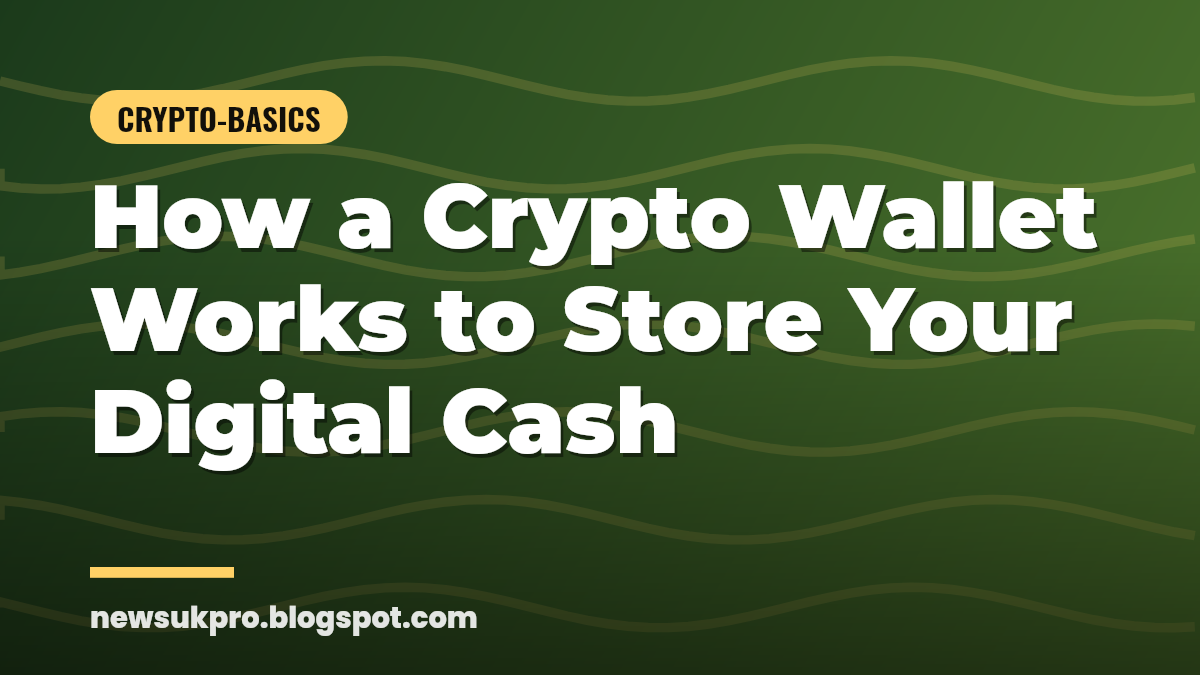 CRYPTO-BASICS
How a Crypto Wallet
Works to Store Your
Digital Cash
newsukpro.blogspot.com